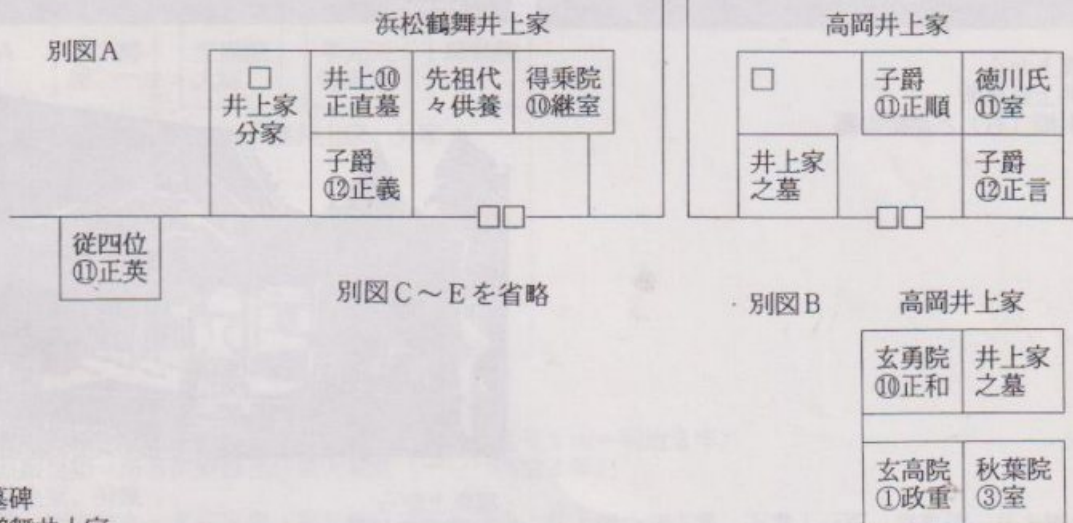 別図A
浜松鶴舞井上家
□
井上家
分家
井上⑩
正直墓
先祖代
々供養
得乗院
⑩継室
子爵
⑫正義
従四位
⑪正英
別図C～Eを省略
高岡井上家
□
子爵
⑪正順
徳川氏
⑪室
井上家
之墓
子爵
⑫正言
別図B
高岡井上家
玄勇院
⑩正和
井上家
之墓
玄高院
①政重
秋葉院
③室
墓碑
鶴舞井上家